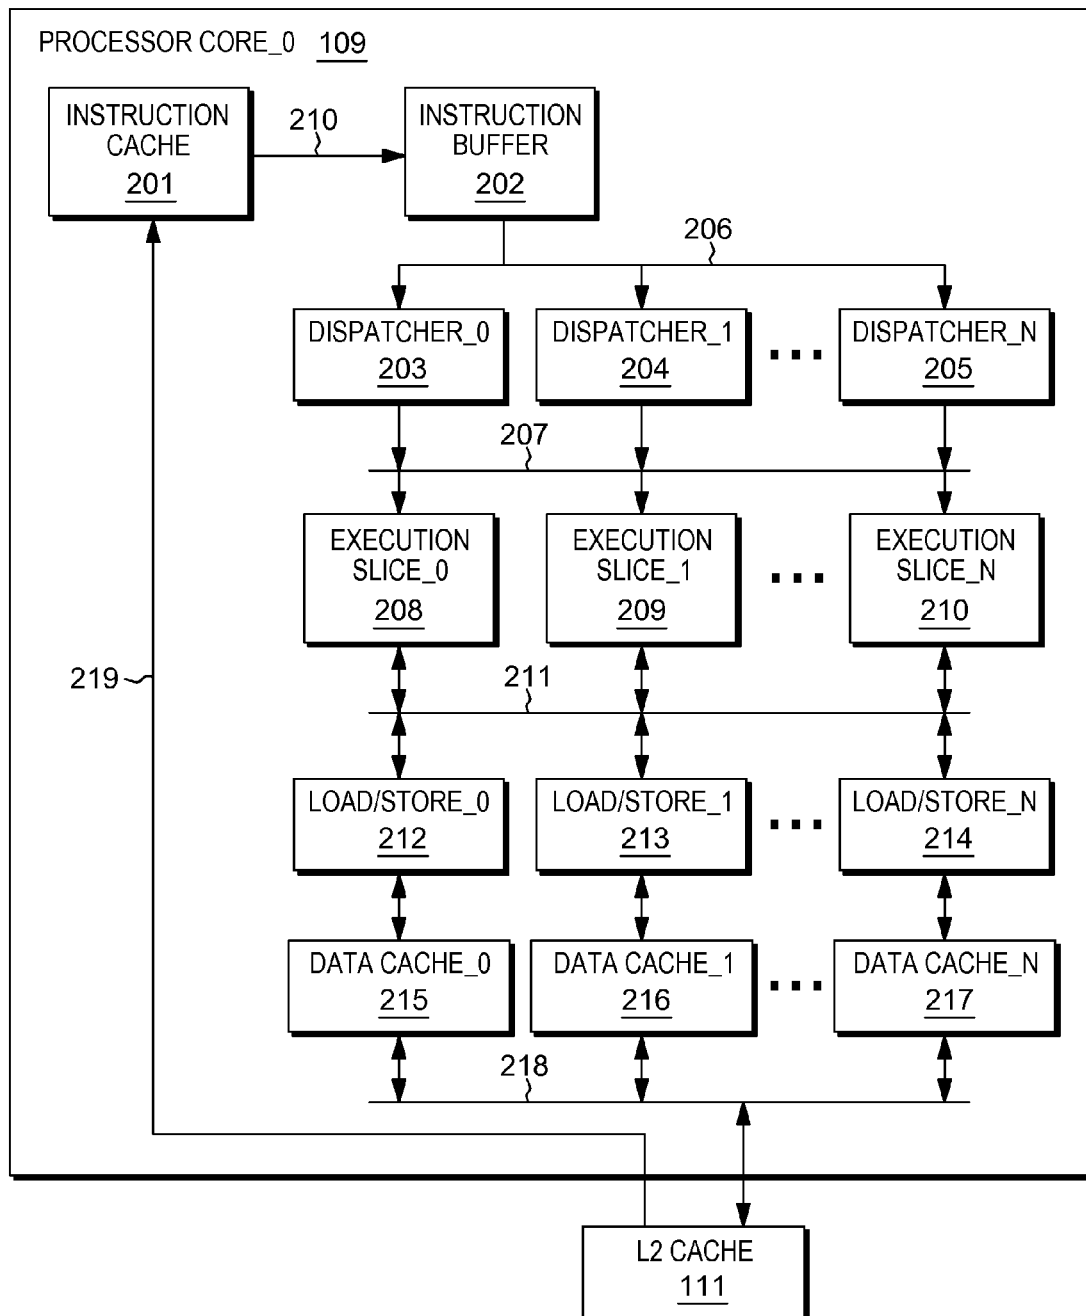 PROCESSOR CORE_0 109
INSTRUCTION
CACHE
201
210
INSTRUCTION
BUFFER
202
206
DISPATCHER_0
203
DISPATCHER_1
204
DISPATCHER_N
205
207
EXECUTION
SLICE_0
208
EXECUTION
SLICE_1
209
EXECUTION
SLICE_N
210
219
211
LOAD/STORE_0
212
LOAD/STORE_1
213
LOAD/STORE_N
214
DATA CACHE_0
215
DATA CACHE_1
216
DATA CACHE_N
217
218
L2 CACHE
111